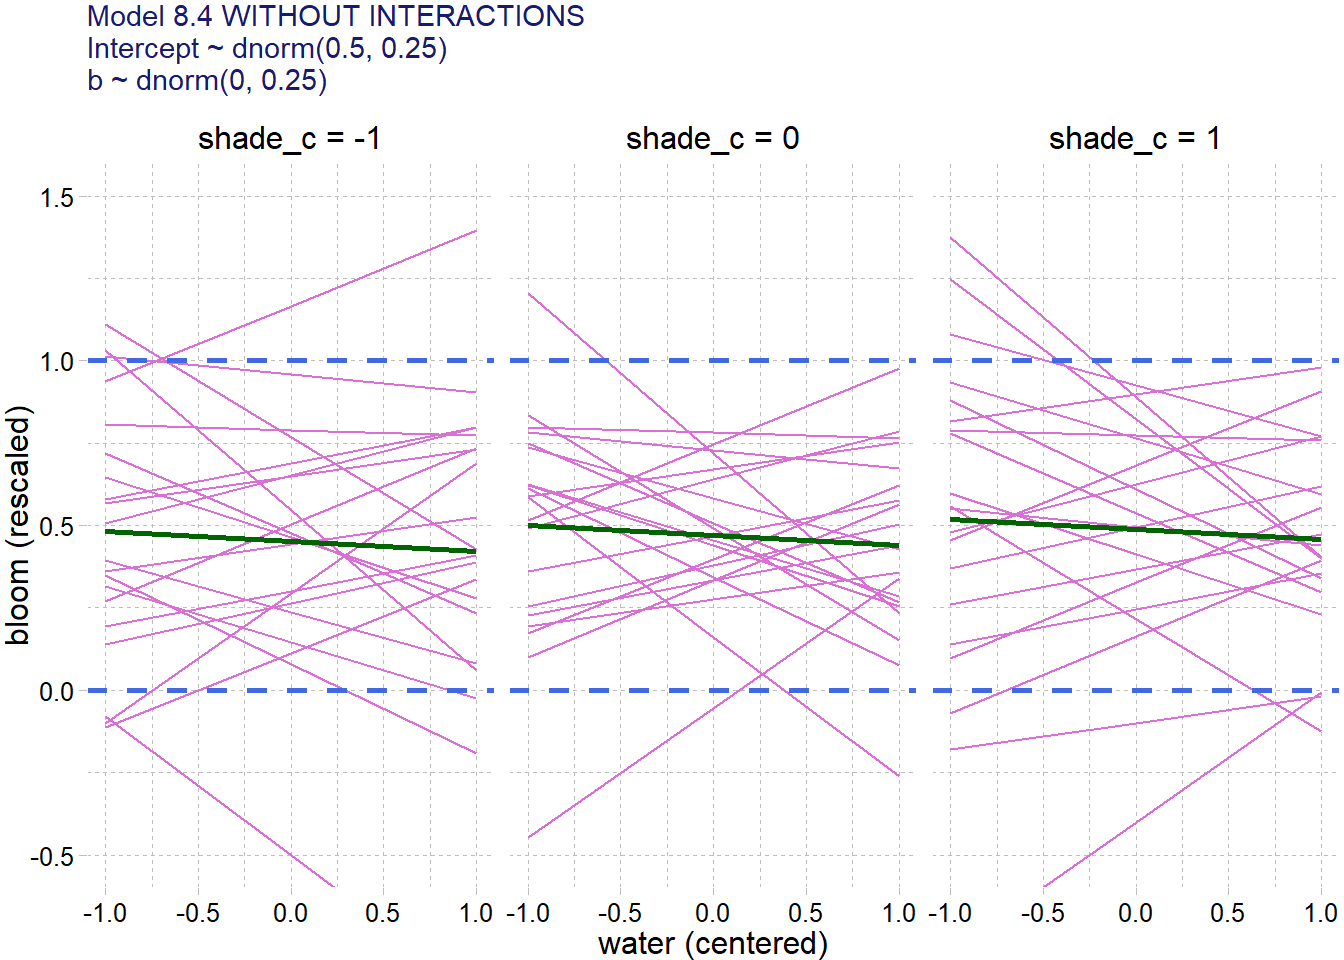 Model 8.4 WITHOUT INTERACTIONS
Intercept ~ dnorm(0.5, 0.25)
b ~ dnorm(0, 0.25)
shade_c = -1 shade_c = 0 shade_c = 1
1.5
1.0
0.5
0.0
-0.5
bloom (rescaled)
-1.0 -0.5 0.0 0.5 1.0 -1.0 -0.5 0.0 0.5 1.0 -1.0 -0.5 0.0 0.5 1.0
water (centered)